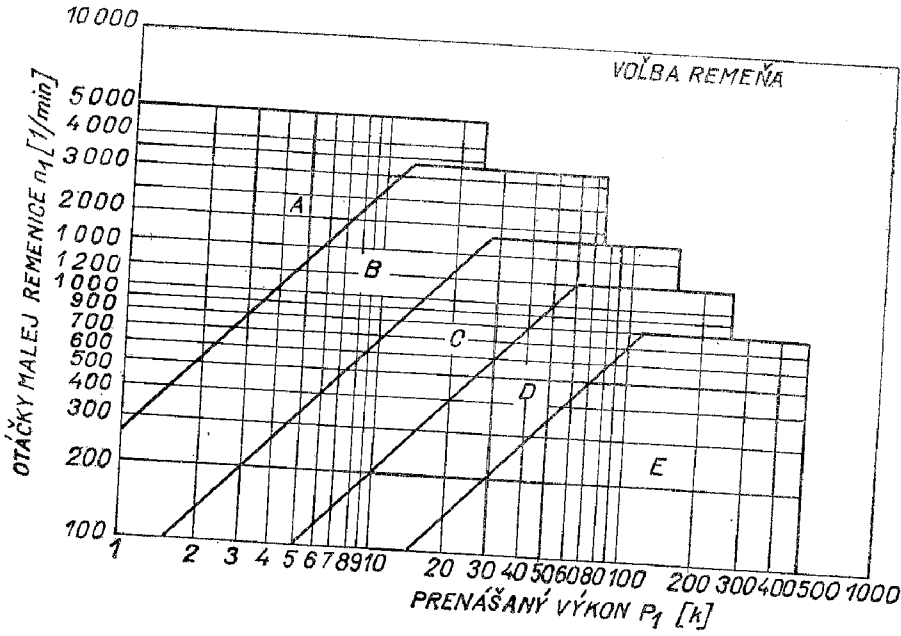 VOĽBA REMEŇA
OTÁČKY MALEJ REMENICE n₁ [1/min]
10 000
5 000
4 000
3 000
2 000
1 000
1 200
1 000
900
700
600
500
400
300
200
100
A
B
C
D
E
1 2 3 4 5 6 7 8 9 10 20 30 40 50 60 80 100 200 300 400 500 1000
PRENÁŠANÝ VÝKON P₁ [k]